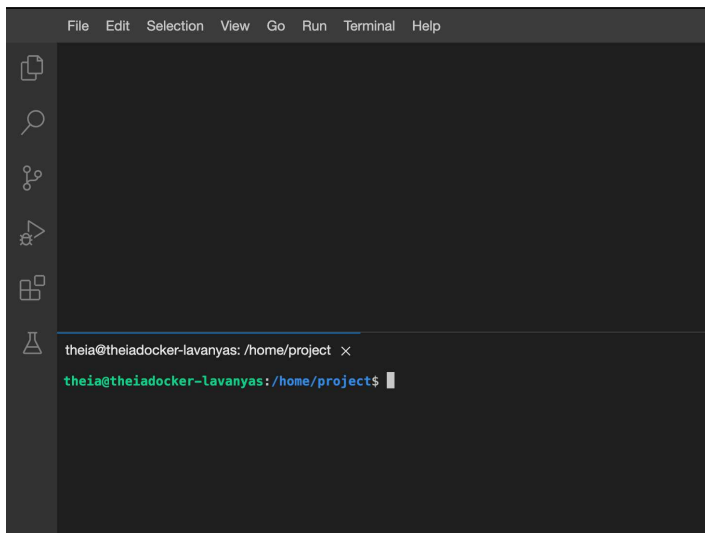 File Edit Selection View Go Run Terminal Help
theia@theiadocker-lavanyas: /home/project ×
theia@theiadocker-lavanyas:/home/project$